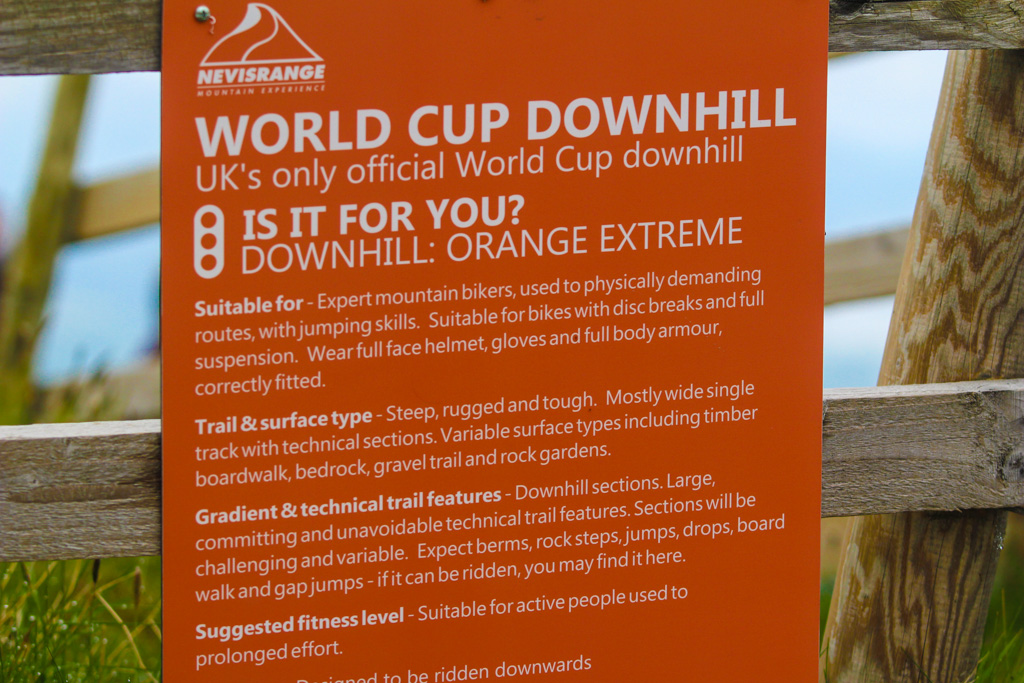 NEVISRANGE
MOUNTAIN EXPERIENCE
WORLD CUP DOWNHILL
UK's only official World Cup downhill
IS IT FOR YOU?
DOWNHILL: ORANGE EXTREME
Suitable for - Expert mountain bikers, used to physically demanding
routes, with jumping skills. Suitable for bikes with disc breaks and full
suspension. Wear full face helmet, gloves and full body armour,
correctly fitted.
Trail & surface type - Steep, rugged and tough. Mostly wide single
track with technical sections. Variable surface types including timber
boardwalk, bedrock, gravel trail and rock gardens.
Gradient & technical trail features - Downhill sections. Large,
committing and unavoidable technical trail features. Sections will be
challenging and variable. Expect berms, rock steps, jumps, drops, board
walk and gap jumps - if it can be ridden, you may find it here.
Suggested fitness level - Suitable for active people used to
prolonged effort.
Designed to be ridden downwards